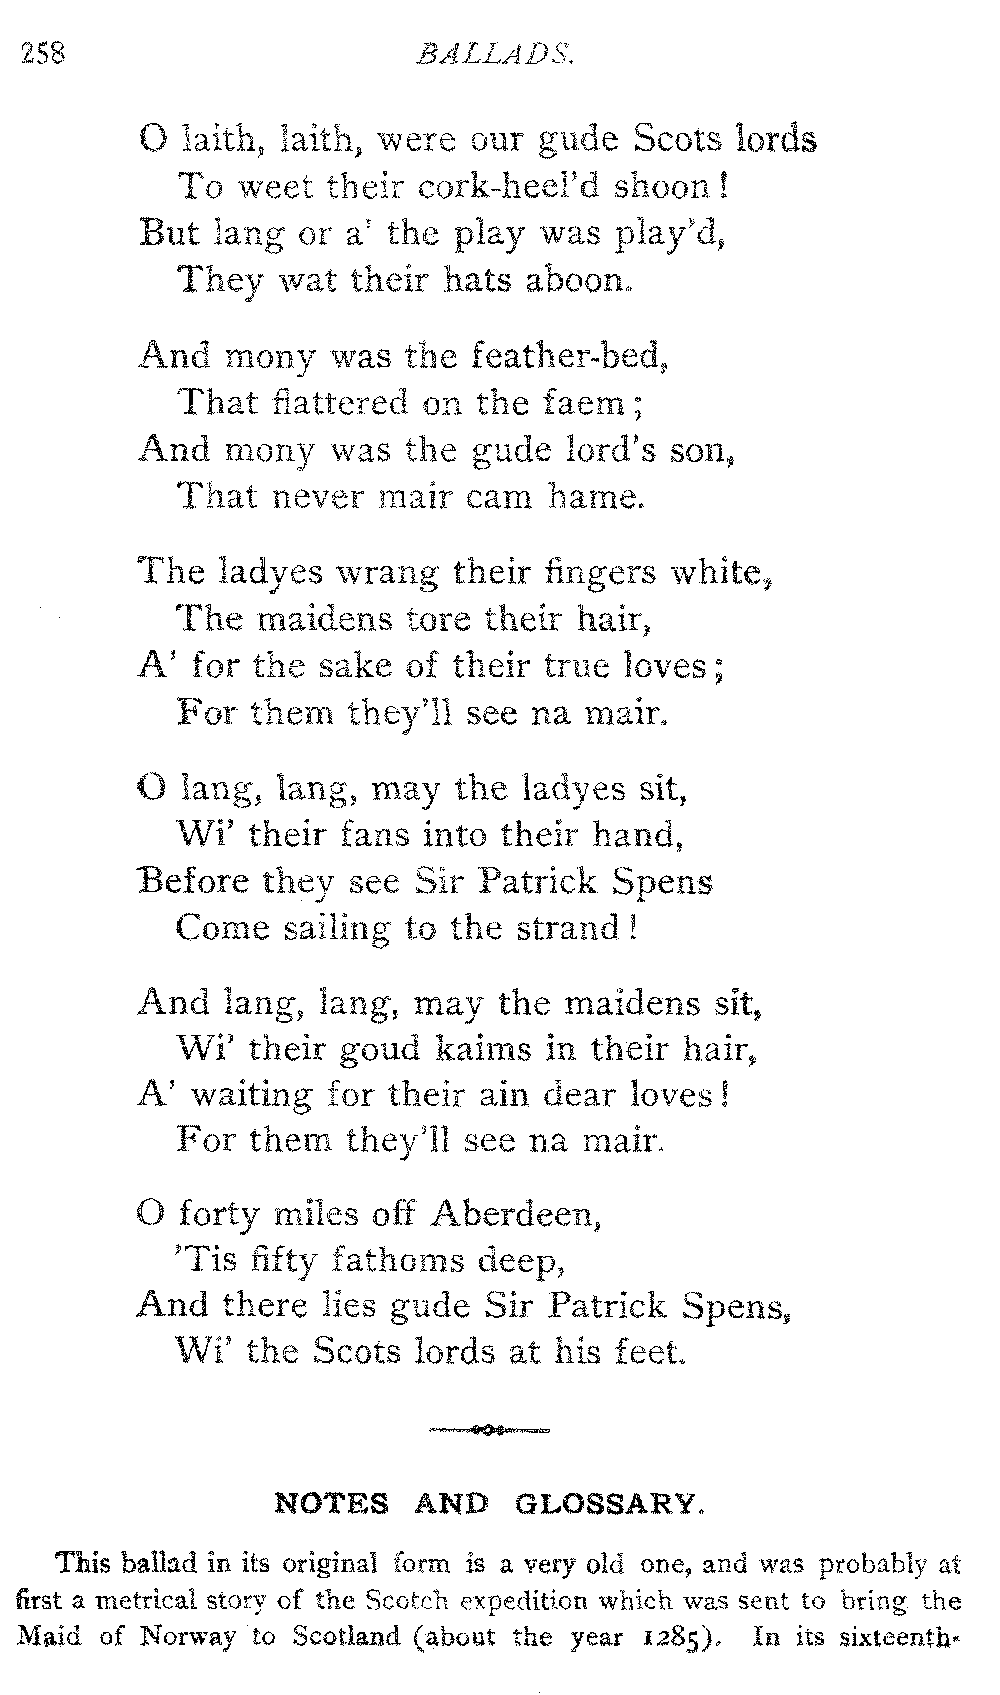 258 BALLADS.
O laith, laith, were our gude Scots lords
To weet their cork-heel'd shoon!
But lang or a' the play was play'd,
They wat their hats aboon.
And mony was the feather-bed,
That flattered on the faem;
And mony was the gude lord's son,
That never mair cam hame.
The ladyes wrang their fingers white,
The maidens tore their hair,
A' for the sake of their true loves;
For them they'll see na mair.
O lang, lang, may the ladyes sit,
Wi' their fans into their hand,
Before they see Sir Patrick Spens
Come sailing to the strand!
And lang, lang, may the maidens sit,
Wi' their goud kaims in their hair,
A' waiting for their ain dear loves!
For them they'll see na mair.
O forty miles off Aberdeen,
'Tis fifty fathoms deep,
And there lies gude Sir Patrick Spens,
Wi' the Scots lords at his feet.
NOTES AND GLOSSARY.
This ballad in its original form is a very old one, and was probably at
first a metrical story of the Scotch expedition which was sent to bring the
Maid of Norway to Scotland (about the year 1285). In its sixteenth-